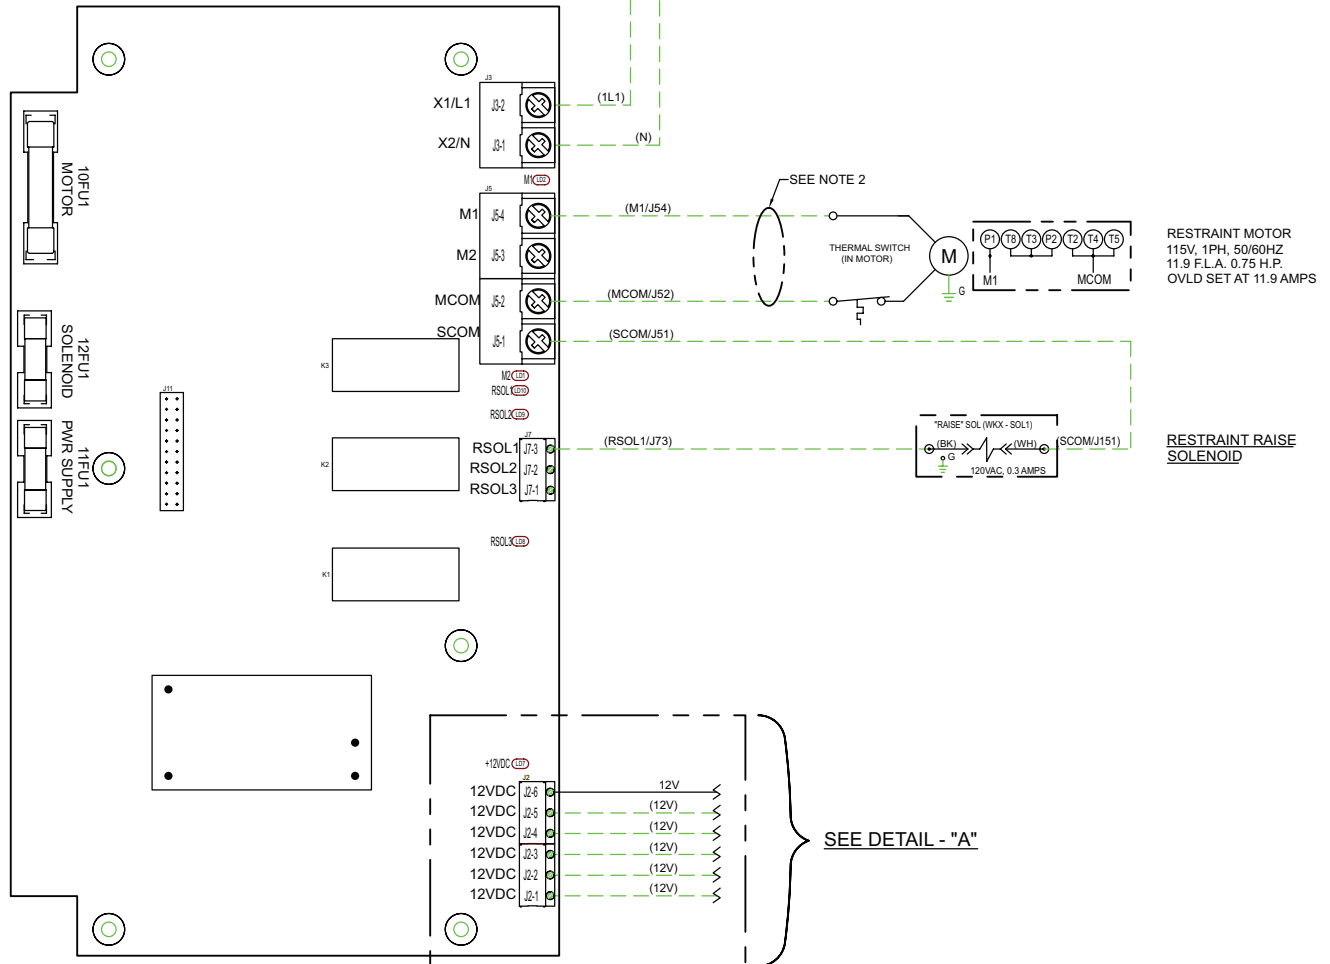 J3
X1/L1
J3-2
(1L1)
X2/N
J3-1
(N)
M1
LD2
SEE NOTE 2
J5
M1
J5-4
(M1/J54)
M2
J5-3
MCOM
J5-2
(MCOM/J52)
SCOM
J5-1
(SCOM/J51)
THERMAL SWITCH
(IN MOTOR)
M
G
P1 T8 T3 P2 T2 T4 T5
M1
MCOM
RESTRAINT MOTOR
115V, 1PH, 50/60HZ
11.9 F.L.A. 0.75 H.P.
OVLD SET AT 11.9 AMPS
10FU1
MOTOR
12FU1
SOLENOID
11FU1
PWR SUPPLY
J11
K3
K2
K1
M2
LD1
RSOL1
LD10
RSOL2
LD9
J7
RSOL1
J7-3
(RSOL1/J73)
RSOL2
J7-2
RSOL3
J7-1
RSOL3
LD8
"RAISE" SOL (WKX - SOL1)
(BK)
(WH)
G
120VAC, 0.3 AMPS
(SCOM/J151)
RESTRAINT RAISE
SOLENOID
+12VDC
LD7
J2
12VDC
J2-6
12V
12VDC
J2-5
(12V)
12VDC
J2-4
(12V)
12VDC
J2-3
(12V)
12VDC
J2-2
(12V)
12VDC
J2-1
(12V)
SEE DETAIL - "A"